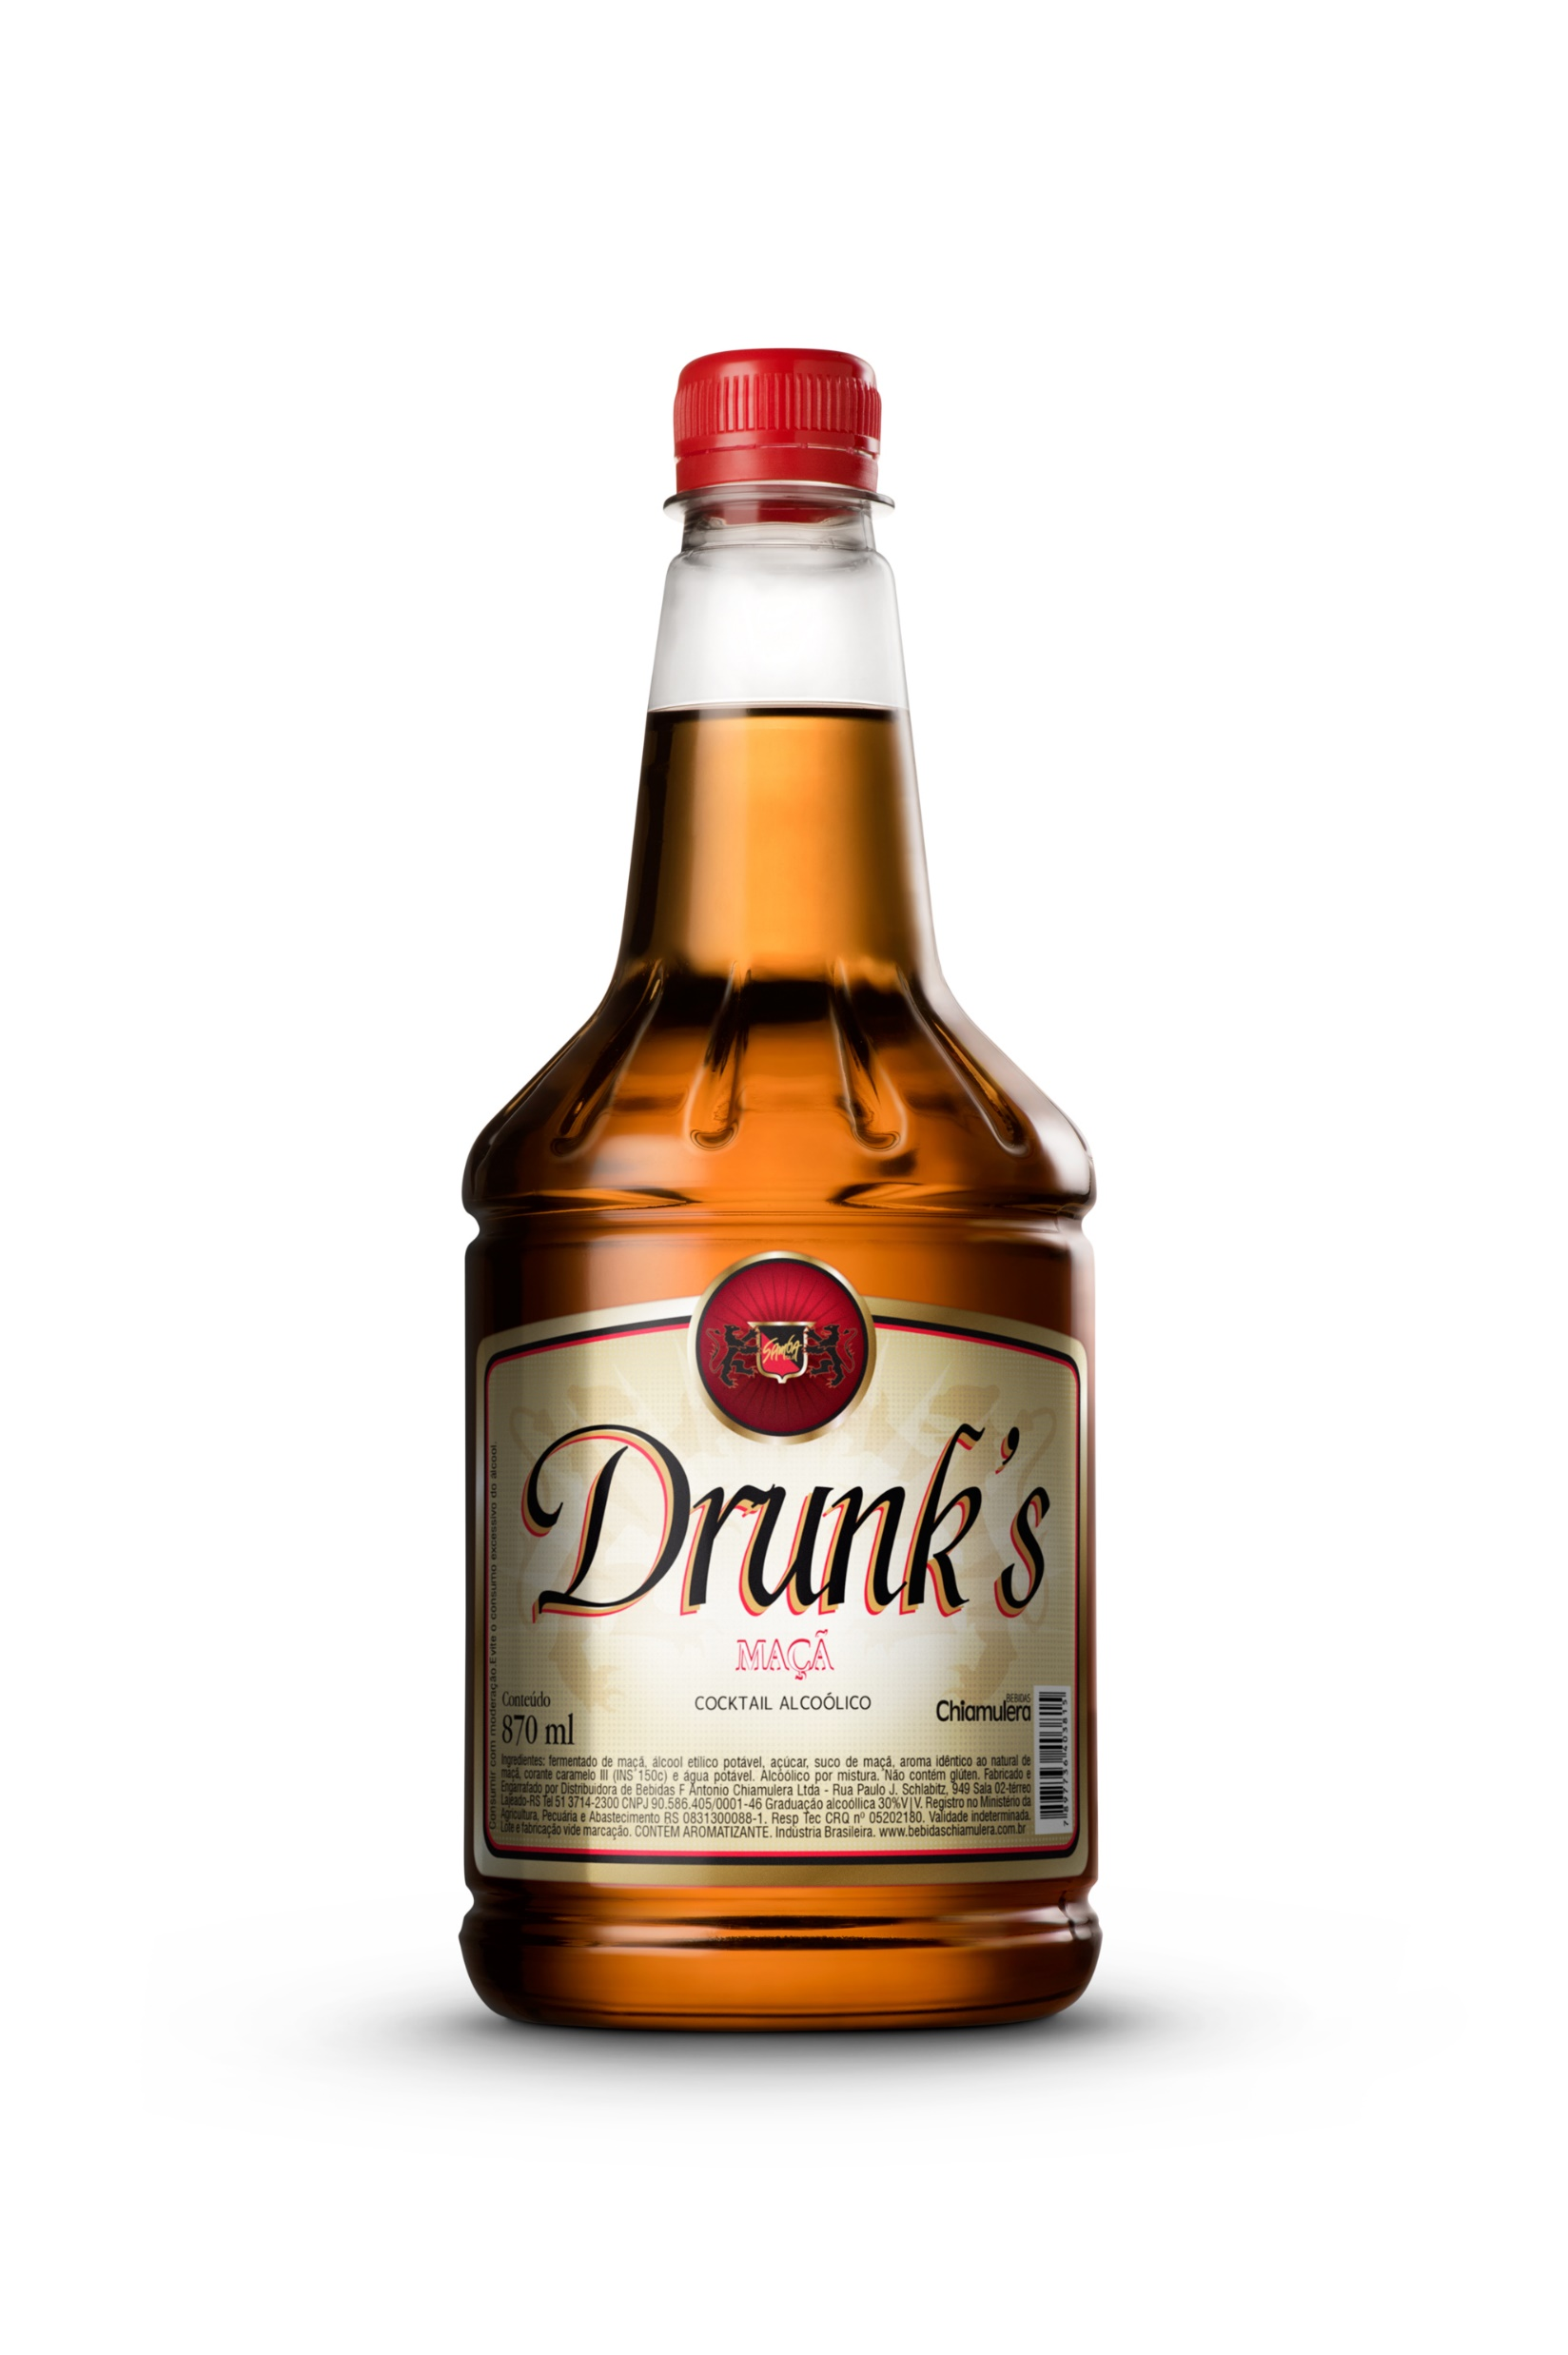 Samba
Drunk's
MAÇÃ
COCKTAIL ALCOÓLICO
Conteúdo
870 ml
BEBIDAS
Chiamulera
Ingredientes: fermentado de maçã, álcool etílico potável, açúcar, suco de maçã, aroma idêntico ao natural de
maçã, corante caramelo III (INS 150c) e água potável. Alcoólico por mistura. Não contém glúten. Fabricado e
Engarrafado por Distribuidora de Bebidas F Antonio Chiamulera Ltda - Rua Paulo J. Schlabitz, 949 Sala 02-térreo
Lajeado-RS Tel 51 3714-2300 CNPJ 90.586.405/0001-46 Graduação alcoóllica 30%V|V. Registro no Ministério da
Agricultura, Pecuária e Abastecimento RS 0831300088-1. Resp Tec CRQ nº 05202180. Validade indeterminada.
Lote e fabricação vide marcação. CONTÉM AROMATIZANTE. Indústria Brasileira. www.bebidaschiamulera.com.br
Consumir com moderação.Evite o consumo excessivo do álcool.
7897736403815